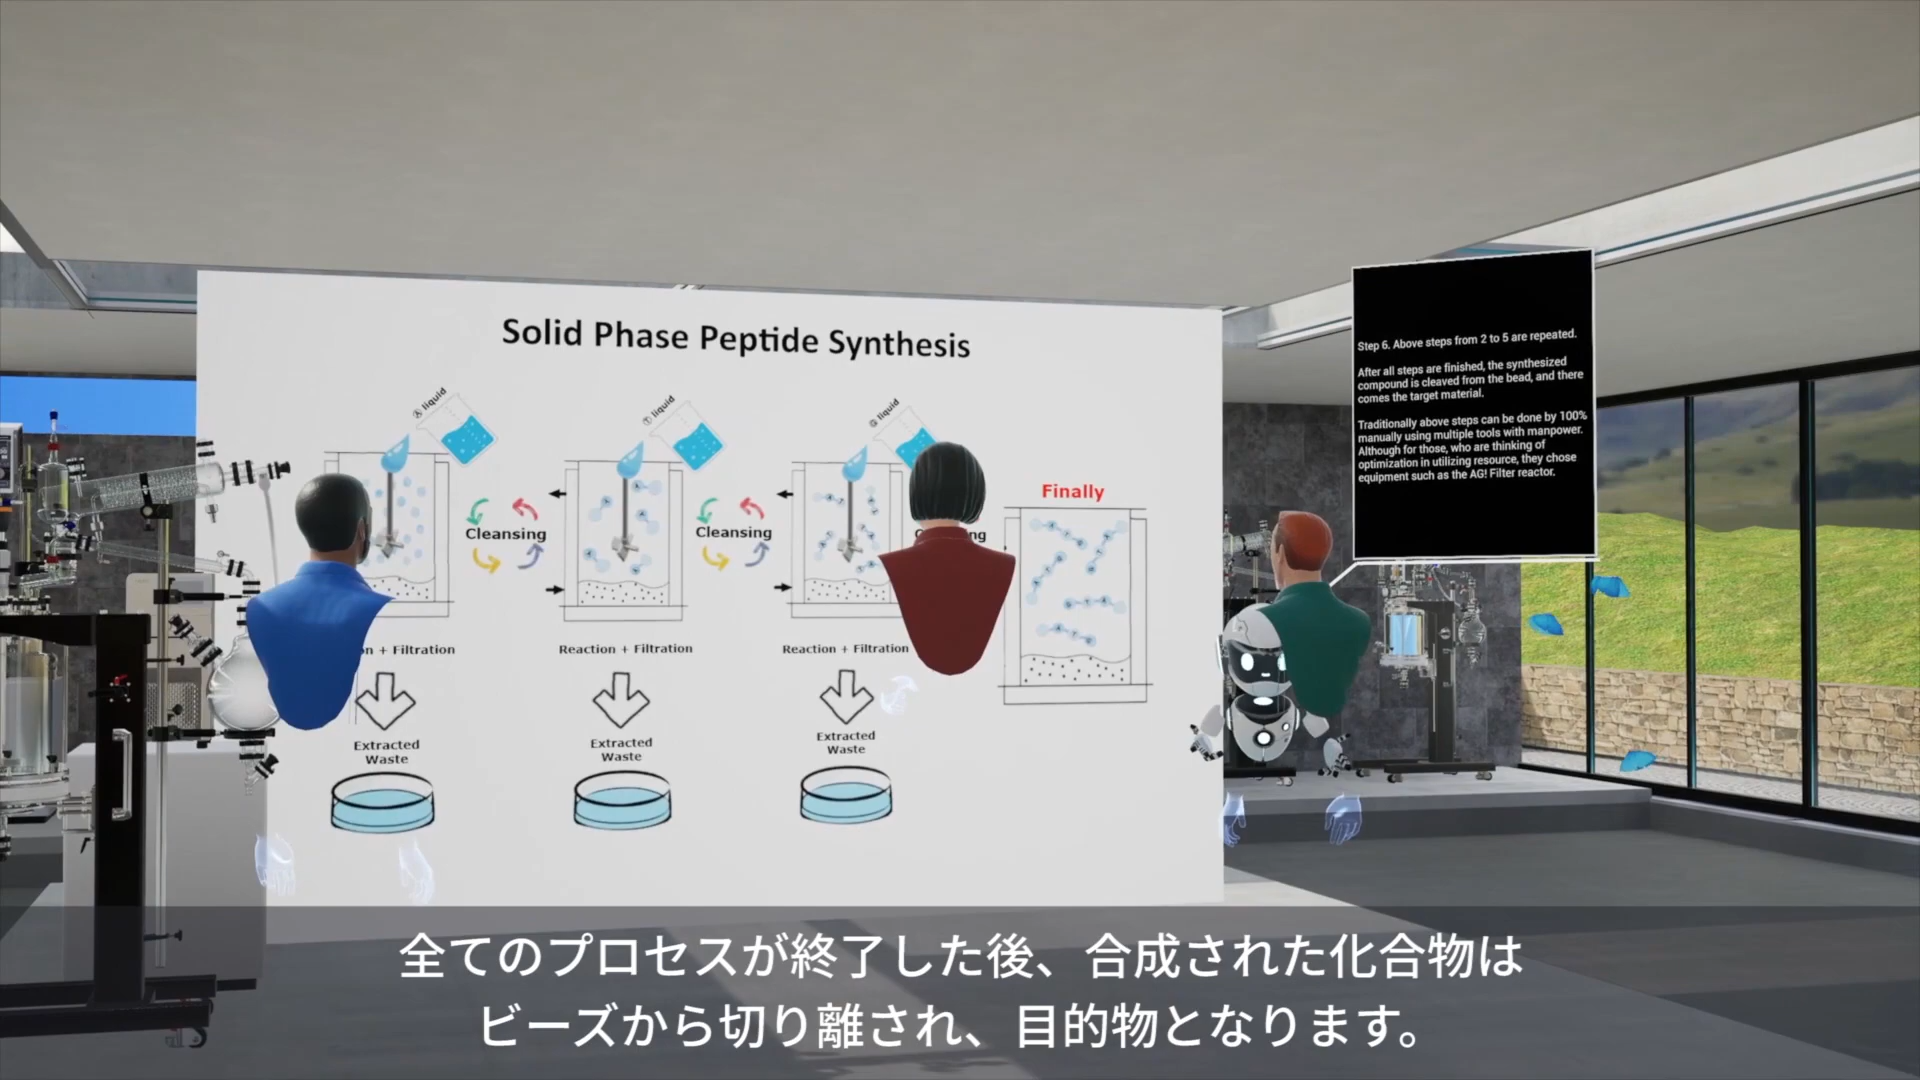 Solid Phase Peptide Synthesis
Ⓐ liquid
Ⓣ liquid
Ⓖ liquid
Finally
Cleansing
Cleansing
ng
n + Filtration
Reaction + Filtration
Reaction + Filtration
Extracted
Waste
Extracted
Waste
Extracted
Waste
Step 6. Above steps from 2 to 5 are repeated.
After all steps are finished, the synthesized
compound is cleaved from the bead, and there
comes the target material.
Traditionally above steps can be done by 100%
manually using multiple tools with manpower.
Although for those, who are thinking of
optimization in utilizing resource, they chose
equipment such as the AG! Filter reactor.
全てのプロセスが終了した後、合成された化合物は
ビーズから切り離され、目的物となります。